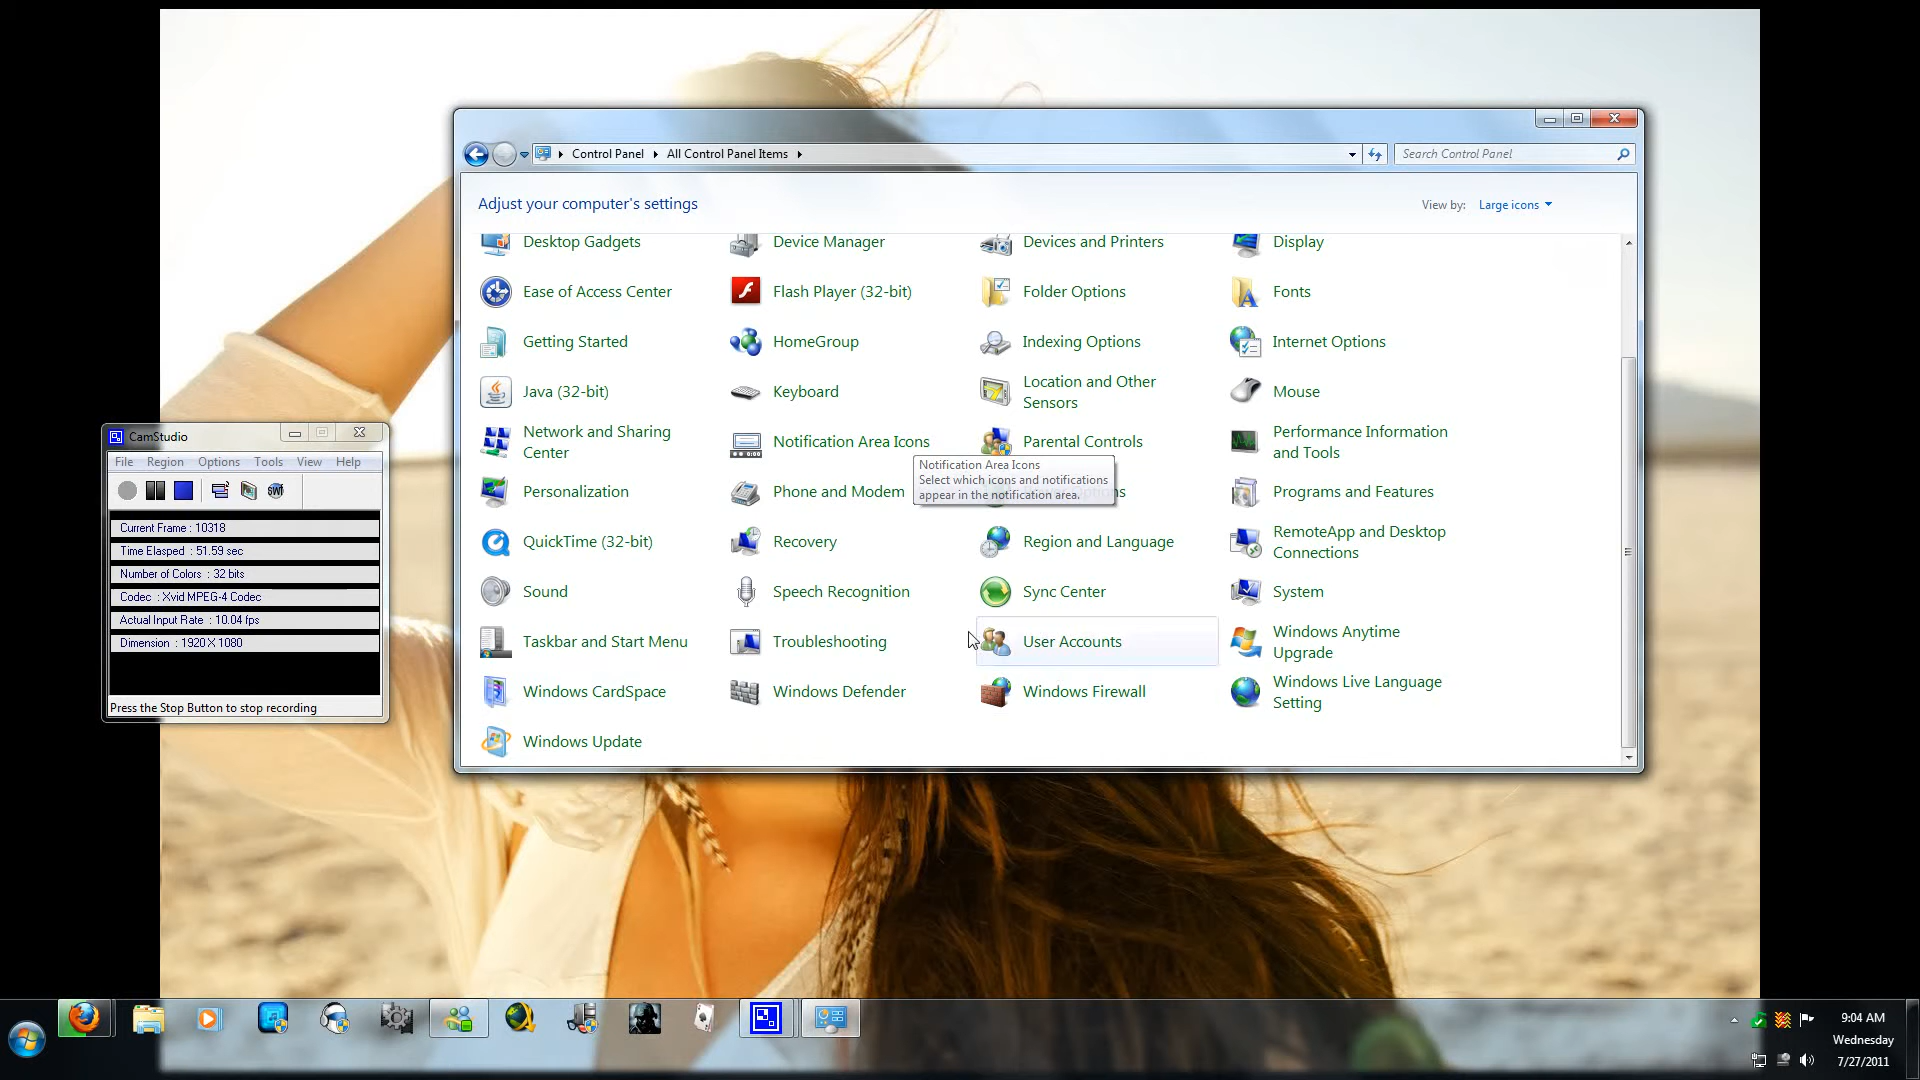 Control Panel
All Control Panel Items
Search Control Panel
Adjust your computer's settings
View by:
Large icons
Desktop Gadgets
Device Manager
Devices and Printers
Display
Ease of Access Center
Flash Player (32-bit)
Folder Options
Fonts
Getting Started
HomeGroup
Indexing Options
Internet Options
Java (32-bit)
Keyboard
Location and Other
Sensors
Mouse
Network and Sharing
Center
Notification Area Icons
Parental Controls
Performance Information
and Tools
Notification Area Icons
Select which icons and notifications
appear in the notification area.
Personalization
Phone and Modem
Programs and Features
QuickTime (32-bit)
Recovery
Region and Language
RemoteApp and Desktop
Connections
Sound
Speech Recognition
Sync Center
System
Taskbar and Start Menu
Troubleshooting
User Accounts
Windows Anytime
Upgrade
Windows CardSpace
Windows Defender
Windows Firewall
Windows Live Language
Setting
Windows Update
CamStudio
File Region Options Tools View Help
Current Frame : 10318
Time Elasped : 51.59 sec
Number of Colors : 32 bits
Codec : Xvid MPEG-4 Codec
Actual Input Rate : 10.04 fps
Dimension : 1920 X 1080
Press the Stop Button to stop recording
9:04 AM
Wednesday
7/27/2011